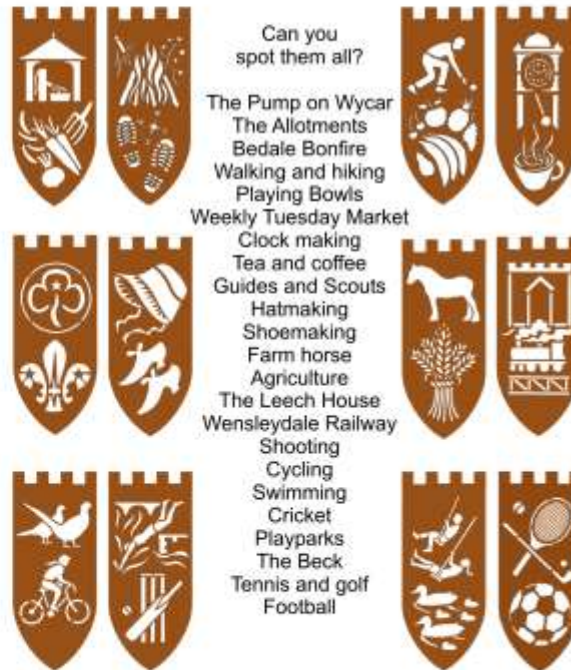 Can you
spot them all?
The Pump on Wycar
The Allotments
Bedale Bonfire
Walking and hiking
Playing Bowls
Weekly Tuesday Market
Clock making
Tea and coffee
Guides and Scouts
Hatmaking
Shoemaking
Farm horse
Agriculture
The Leech House
Wensleydale Railway
Shooting
Cycling
Swimming
Cricket
Playparks
The Beck
Tennis and golf
Football